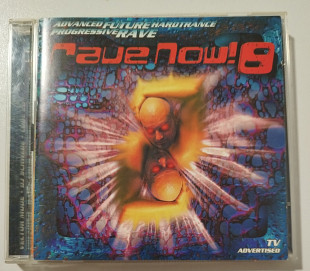 ADVANCED FUTURE HARDTRANCE
PROGRESSIVE RAVE
rave now! 8
TV
ADVERTISED